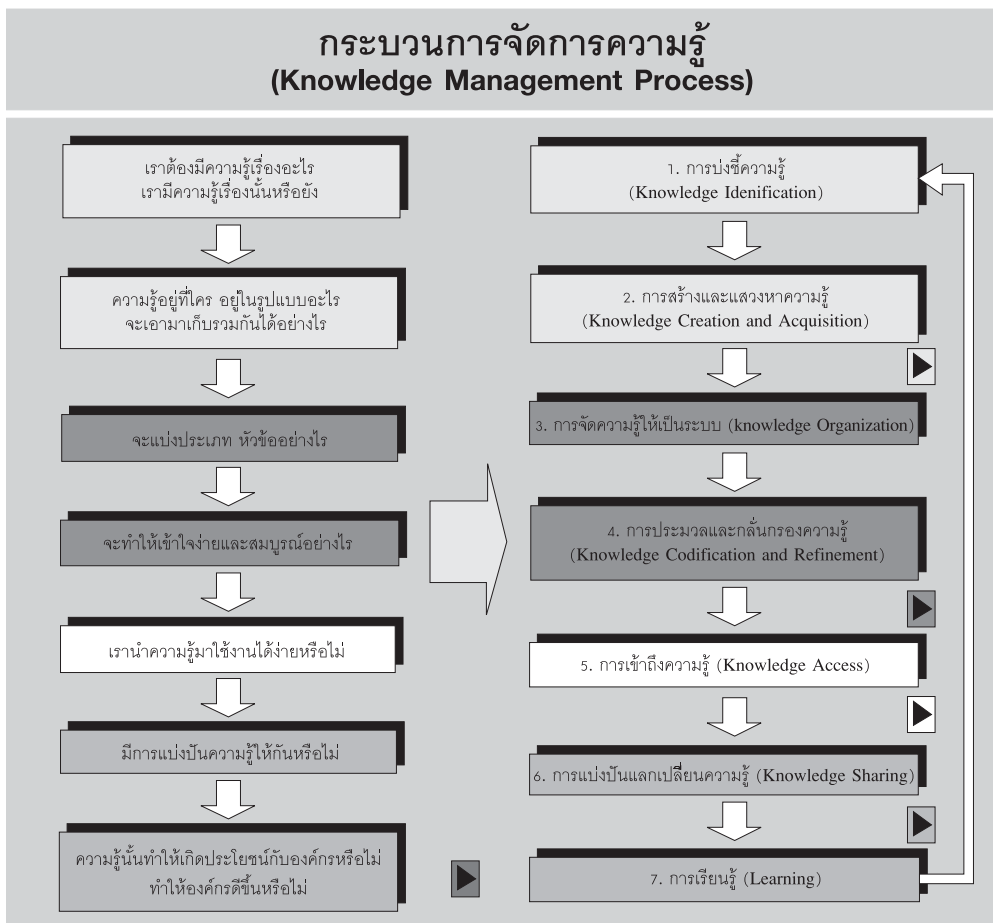 กระบวนการจัดการความรู้
(Knowledge Management Process)
เราต้องมีความรู้เรื่องอะไร
เรามีความรู้เรื่องนั้นหรือยัง
ความรู้อยู่ที่ใคร อยู่ในรูปแบบอะไร
จะเอามาเก็บรวมกันได้อย่างไร
จะแบ่งประเภท หัวข้ออย่างไร
จะทำให้เข้าใจง่ายและสมบูรณ์อย่างไร
เรานำความรู้มาใช้งานได้ง่ายหรือไม่
มีการแบ่งปันความรู้ให้กันหรือไม่
ความรู้นั้นทำให้เกิดประโยชน์กับองค์กรหรือไม่
ทำให้องค์กรดีขึ้นหรือไม่
1. การบ่งชี้ความรู้
(Knowledge Idenification)
2. การสร้างและแสวงหาความรู้
(Knowledge Creation and Acquisition)
3. การจัดความรู้ให้เป็นระบบ (knowledge Organization)
4. การประมวลและกลั่นกรองความรู้
(Knowledge Codification and Refinement)
5. การเข้าถึงความรู้ (Knowledge Access)
6. การแบ่งปันแลกเปลี่ยนความรู้ (Knowledge Sharing)
7. การเรียนรู้ (Learning)